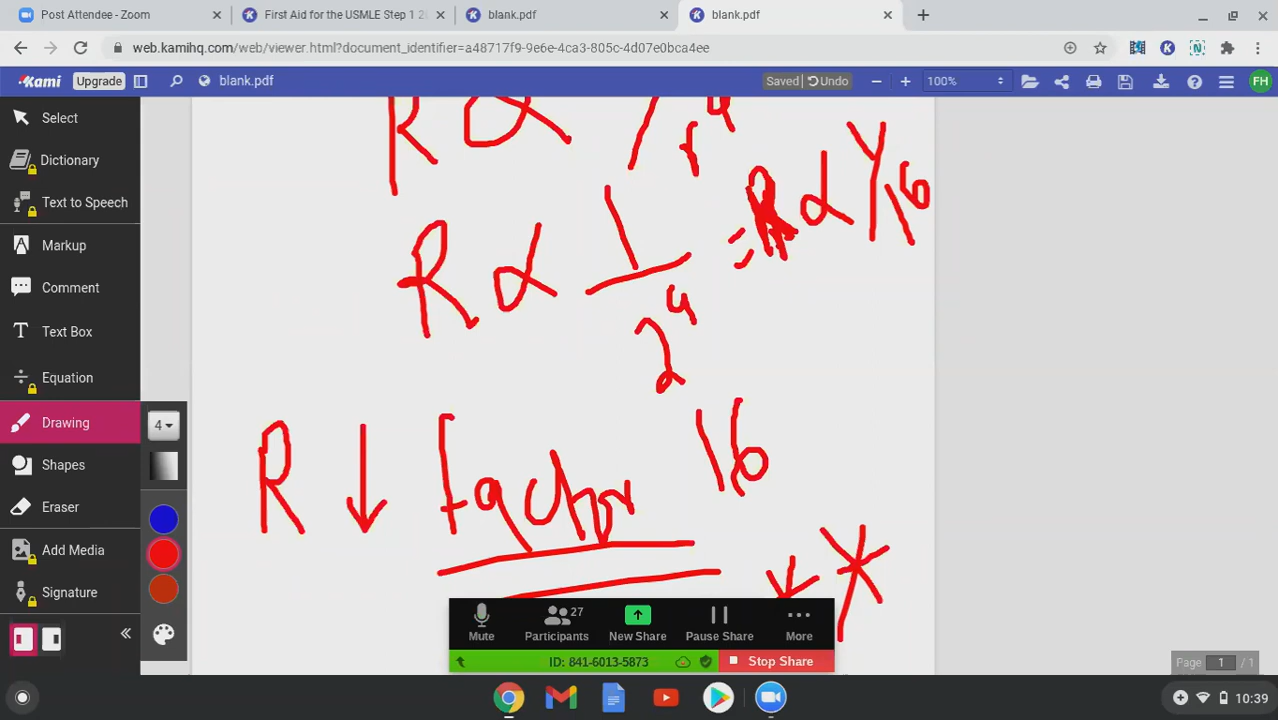 Post Attendee - Zoom
First Aid for the USMLE Step 1 2
blank.pdf
blank.pdf
web.kamihq.com/web/viewer.html?document_identifier=a48717f9-9e6e-4ca3-805c-4d07e0bca4ee
Kami Upgrade blank.pdf Saved Undo 100% FH
Select
Dictionary
Text to Speech
Markup
Comment
Text Box
Equation
Drawing
Shapes
Eraser
Add Media
Signature
4
R α 1/r4
R α 1/24 = R α 1/16
R ↓ factor 16
Mute Participants 27 New Share Pause Share More
ID: 841-6013-5873 Stop Share
Page 1 / 1
10:39